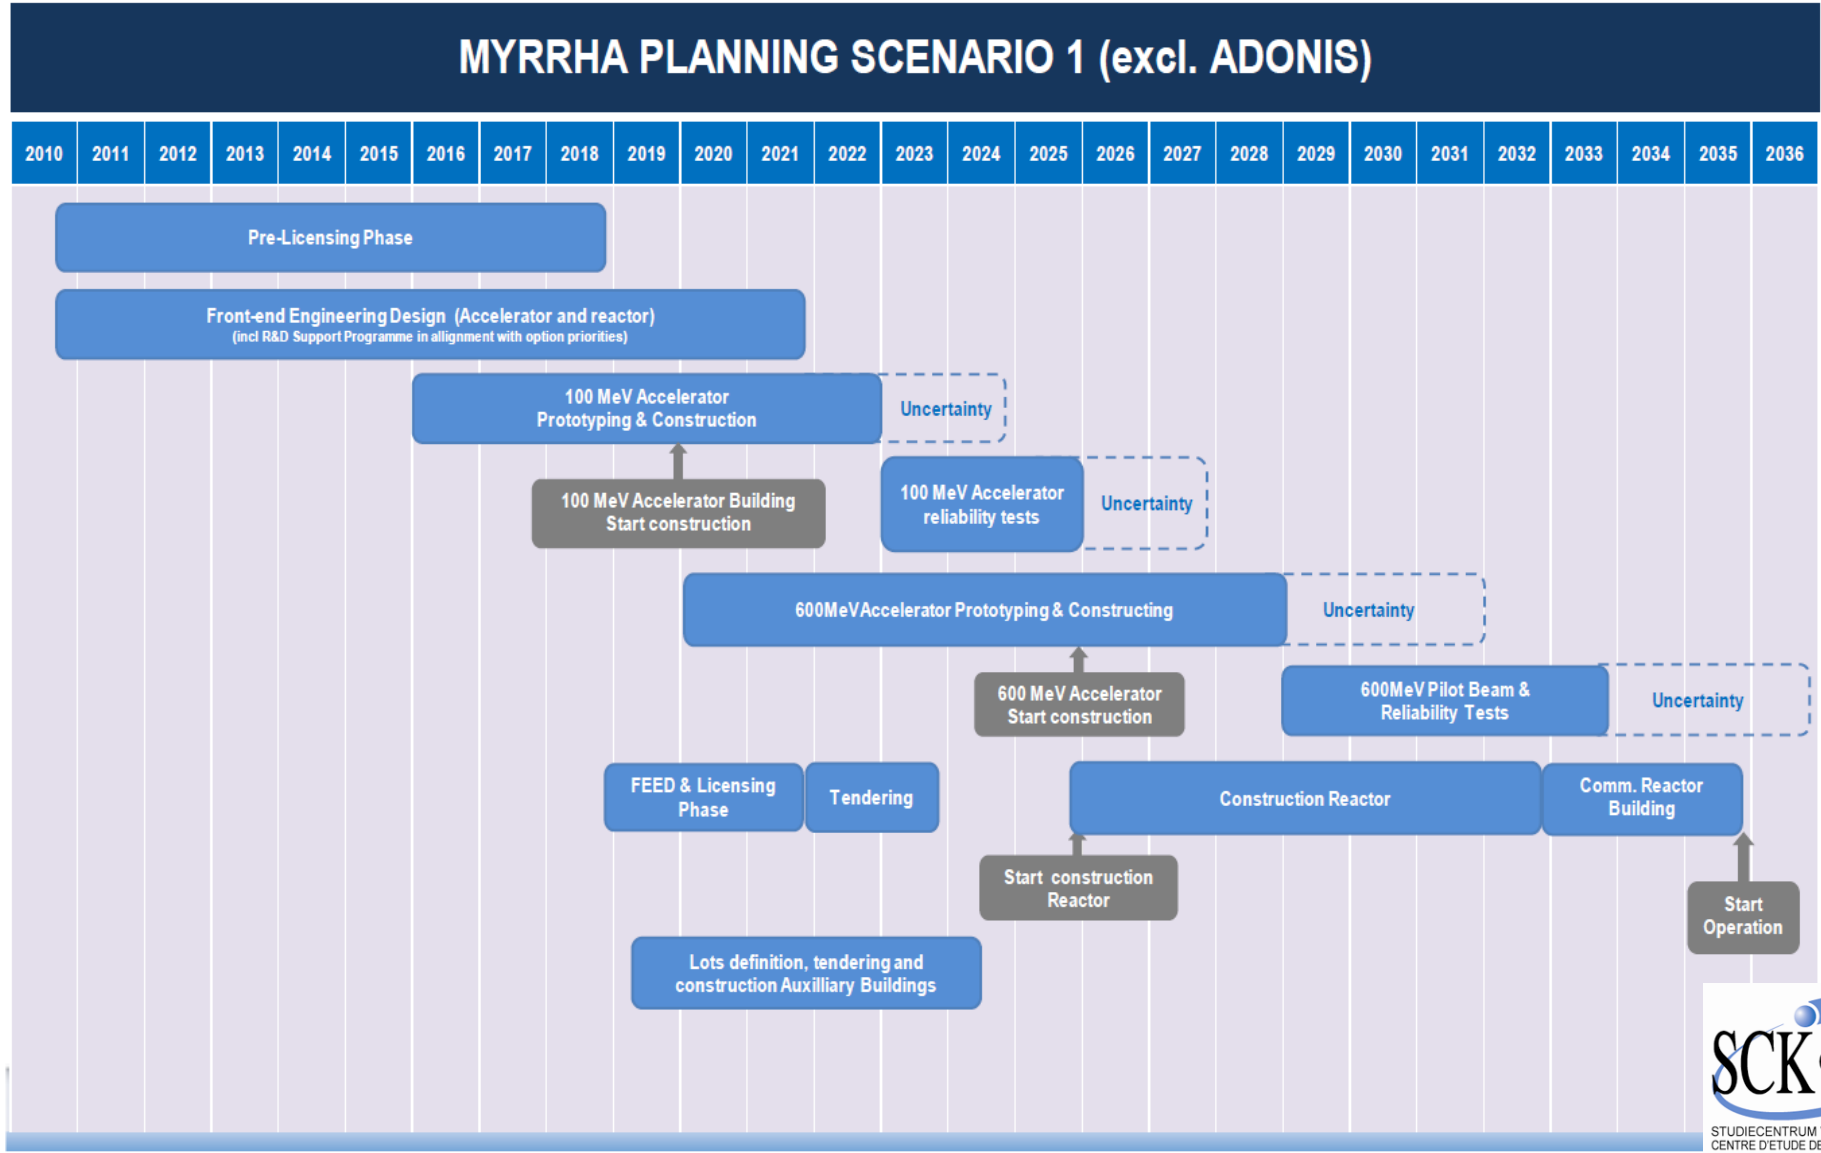 MYRRHA PLANNING SCENARIO 1 (excl. ADONIS)
2010 2011 2012 2013 2014 2015 2016 2017 2018 2019 2020 2021 2022 2023 2024 2025 2026 2027 2028 2029 2030 2031 2032 2033 2034 2035 2036
Pre-Licensing Phase
Front-end Engineering Design (Accelerator and reactor)
(incl R&D Support Programme in allignment with option priorities)
100 MeV Accelerator
Prototyping & Construction
Uncertainty
100 MeV Accelerator Building
Start construction
100 MeV Accelerator
reliability tests
Uncertainty
600MeV Accelerator Prototyping & Constructing
Uncertainty
600 MeV Accelerator
Start construction
600MeV Pilot Beam &
Reliability Tests
Uncertainty
FEED & Licensing
Phase
Tendering
Construction Reactor
Comm. Reactor
Building
Start construction
Reactor
Start
Operation
Lots definition, tendering and
construction Auxilliary Buildings
SCK
STUDIECENTRUM
CENTRE D'ETUDE DE